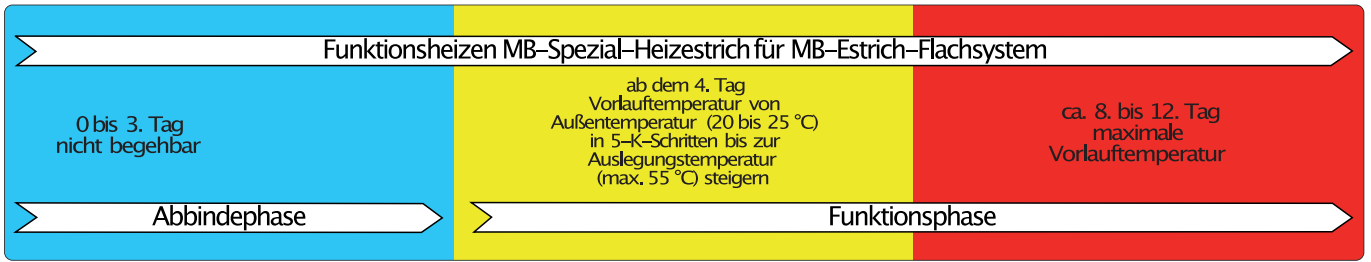 Funktionsheizen MB–Spezial–Heizestrich für MB–Estrich–Flachsystem
0 bis 3. Tag
nicht begehbar
ab dem 4. Tag
Vorlauftemperatur von
Außentemperatur (20 bis 25 °C)
in 5–K–Schritten bis zur
Auslegungstemperatur
(max. 55 °C) steigern
ca. 8. bis 12. Tag
maximale
Vorlauftemperatur
Abbindephase
Funktionsphase